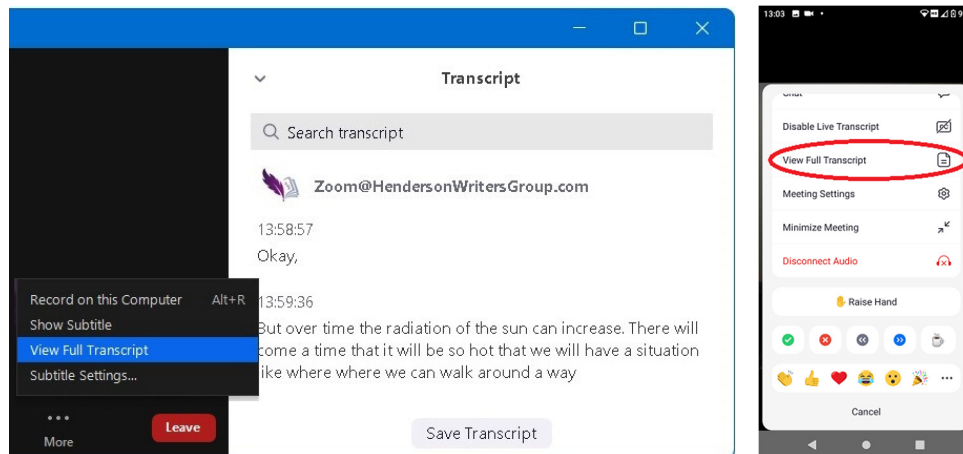 Transcript
Search transcript
Zoom@HendersonWritersGroup.com
13:58:57
Okay,
13:59:36
But over time the radiation of the sun can increase. There will
come a time that it will be so hot that we will have a situation
like where where we can walk around a way
Save Transcript
Record on this Computer Alt+R
Show Subtitle
View Full Transcript
Subtitle Settings...
More
Leave
13:03
Chat
Disable Live Transcript
View Full Transcript
Meeting Settings
Minimize Meeting
Disconnect Audio
Raise Hand
Cancel